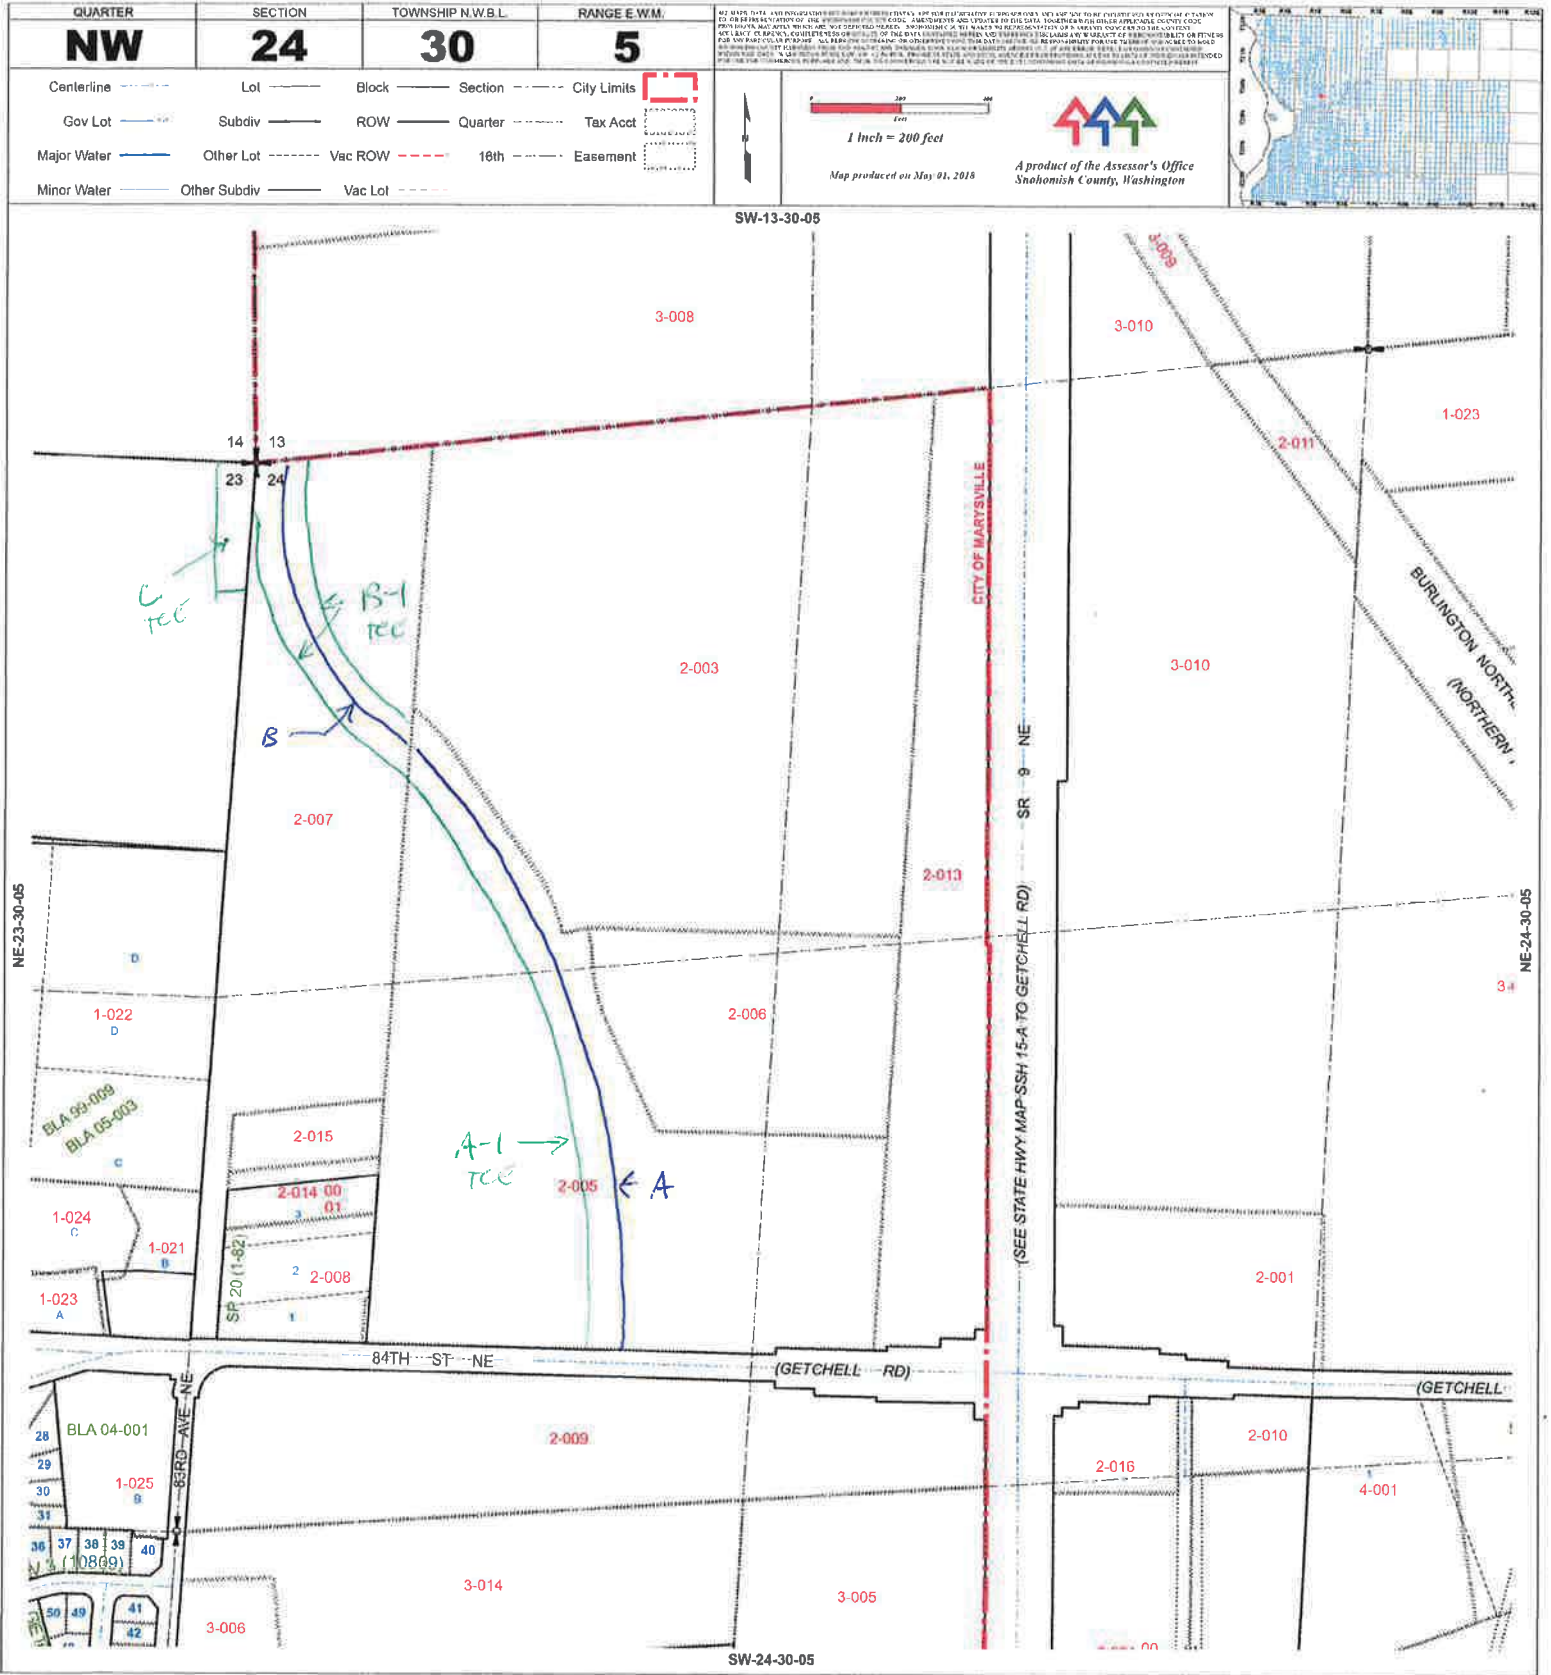 QUARTER
NW
SECTION
24
TOWNSHIP N.W.B.L.
30
RANGE E.W.M.
5
Centerline
Lot
Block
Section
City Limits
Gov Lot
Subdiv
ROW
Quarter
Tax Acct
Major Water
Other Lot
Vac ROW
16th
Easement
Minor Water
Other Subdiv
Vac Lot
N
0 200 400
Feet
1 inch = 200 feet
Map produced on May 01, 2018
A product of the Assessor's Office
Snohomish County, Washington
SW-13-30-05
3-009
3-008
3-010
1-023
2-011
14 13
23 24
CITY OF MARYSVILLE
C
TCE
B-1
TCE
BURLINGTON NORTH
(NORTHERN
2-003
3-010
B
SR 9 NE
2-007
2-013
NE-23-30-05
NE-24-30-05
D
1-022
D
2-006
(SEE STATE HWY MAP SSH 15-A TO GETCHELL RD)
BLA 99-009
BLA 05-003
C
2-015
A-1
TCE
2-005
A
2-014 00
01
3
1-024
C
1-021
B
SP 20 (1-82)
2
2-008
1
2-001
1-023
A
84TH ST NE
(GETCHELL RD)
(GETCHELL
83RD AVE NE
BLA 04-001
28
29
30
31
1-025
B
2-009
2-010
2-016
1
4-001
36 37 38 39 40
(10809)
3-014
3-005
50 49
41
42
3-006
SW-24-30-05